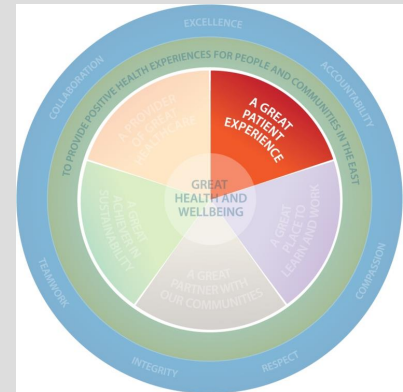 EXCELLENCE
ACCOUNTABILITY
COMPASSION
RESPECT
INTEGRITY
TEAMWORK
COLLABORATION
TO PROVIDE POSITIVE HEALTH EXPERIENCES FOR PEOPLE AND COMMUNITIES IN THE EAST
A GREAT
PATIENT
EXPERIENCE
A GREAT
PLACE TO
LEARN AND WORK
A GREAT
PARTNER WITH
OUR COMMUNITIES
A GREAT
ACHIEVER IN
SUSTAINABILITY
A PROVIDER
OF GREAT
GREAT
HEALTH AND
WELLBEING